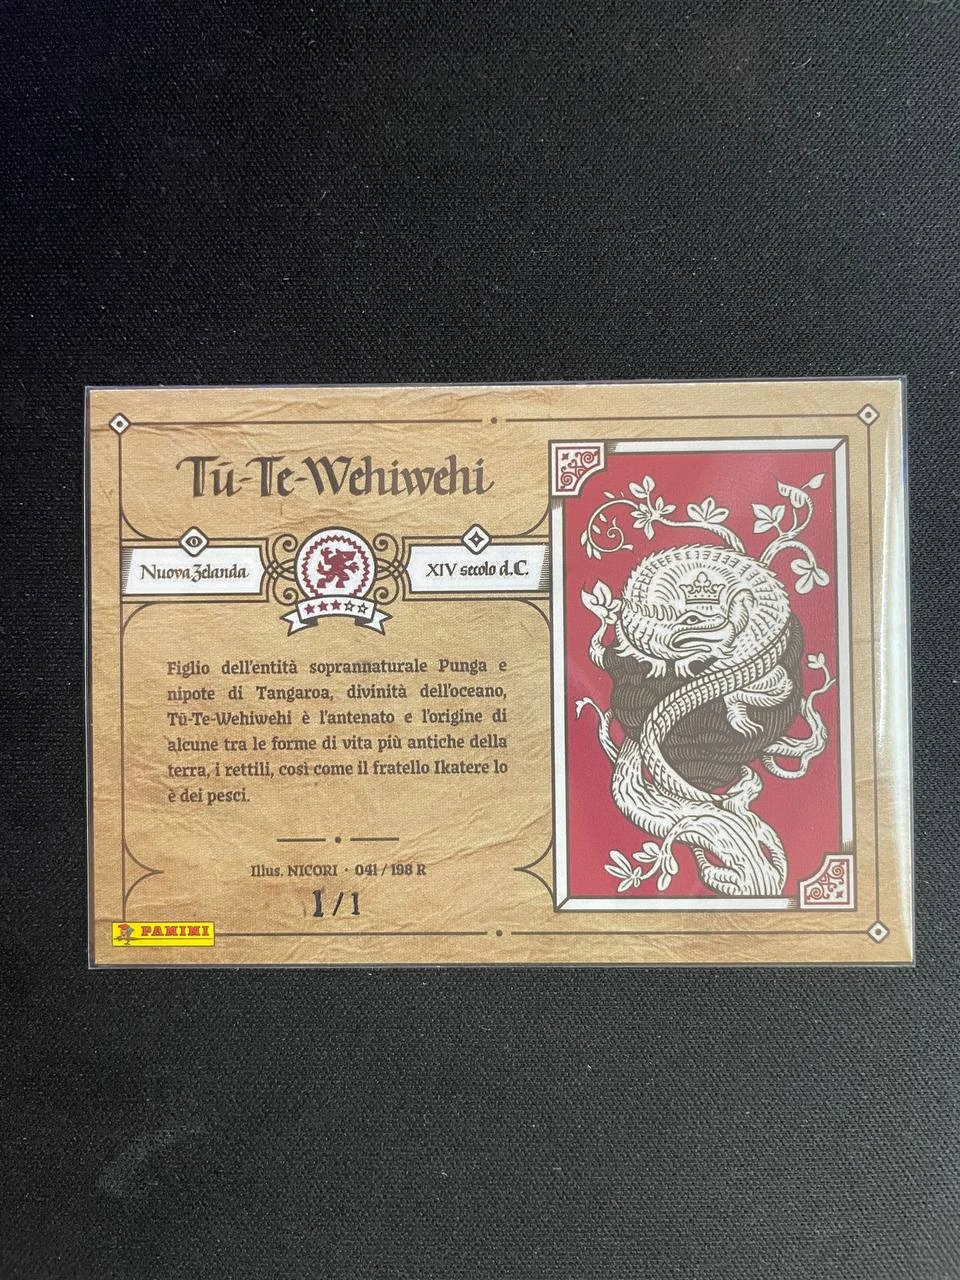 Tū-Te-Wehiwehi
Nuova Zelanda
XIV secolo d.C.
Figlio dell'entità soprannaturale Punga e
nipote di Tangaroa, divinità dell'oceano,
Tū-Te-Wehiwehi è l'antenato e l'origine di
alcune tra le forme di vita più antiche della
terra, i rettili, così come il fratello Ikatere lo
è dei pesci.
Illus. NICORI · 041 / 198 R
1/1
PANINI